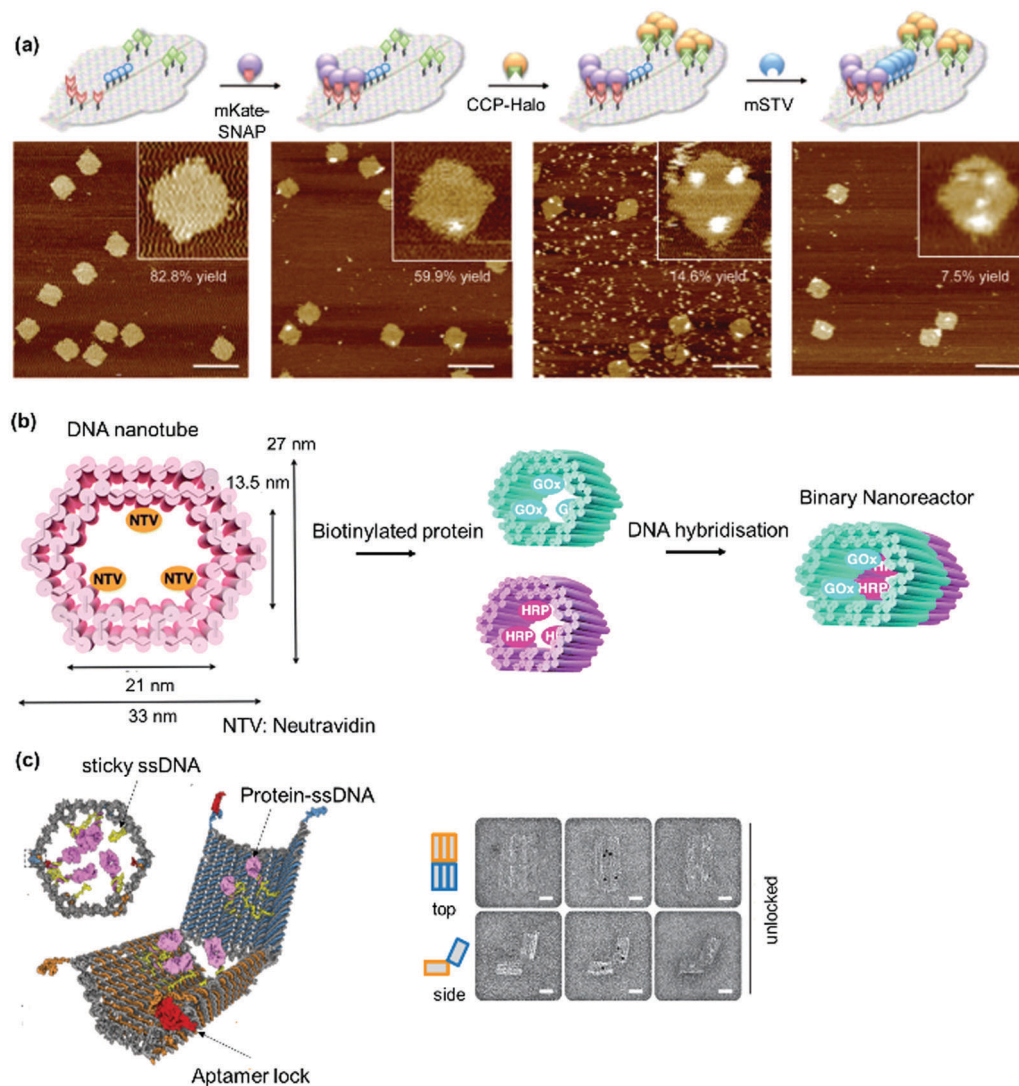 (a)
mKate-
SNAP
CCP-Halo
mSTV
82.8% yield
59.9% yield
14.6% yield
7.5% yield
(b)
DNA nanotube
27 nm
13.5 nm
NTV
NTV
NTV
21 nm
33 nm
NTV: Neutravidin
Biotinylated protein
GOx
GOx
G
HRP
HRP
H
DNA hybridisation
Binary Nanoreactor
GOx
HR
GOx
HRP
(c)
sticky ssDNA
Protein-ssDNA
Aptamer lock
top
side
unlocked